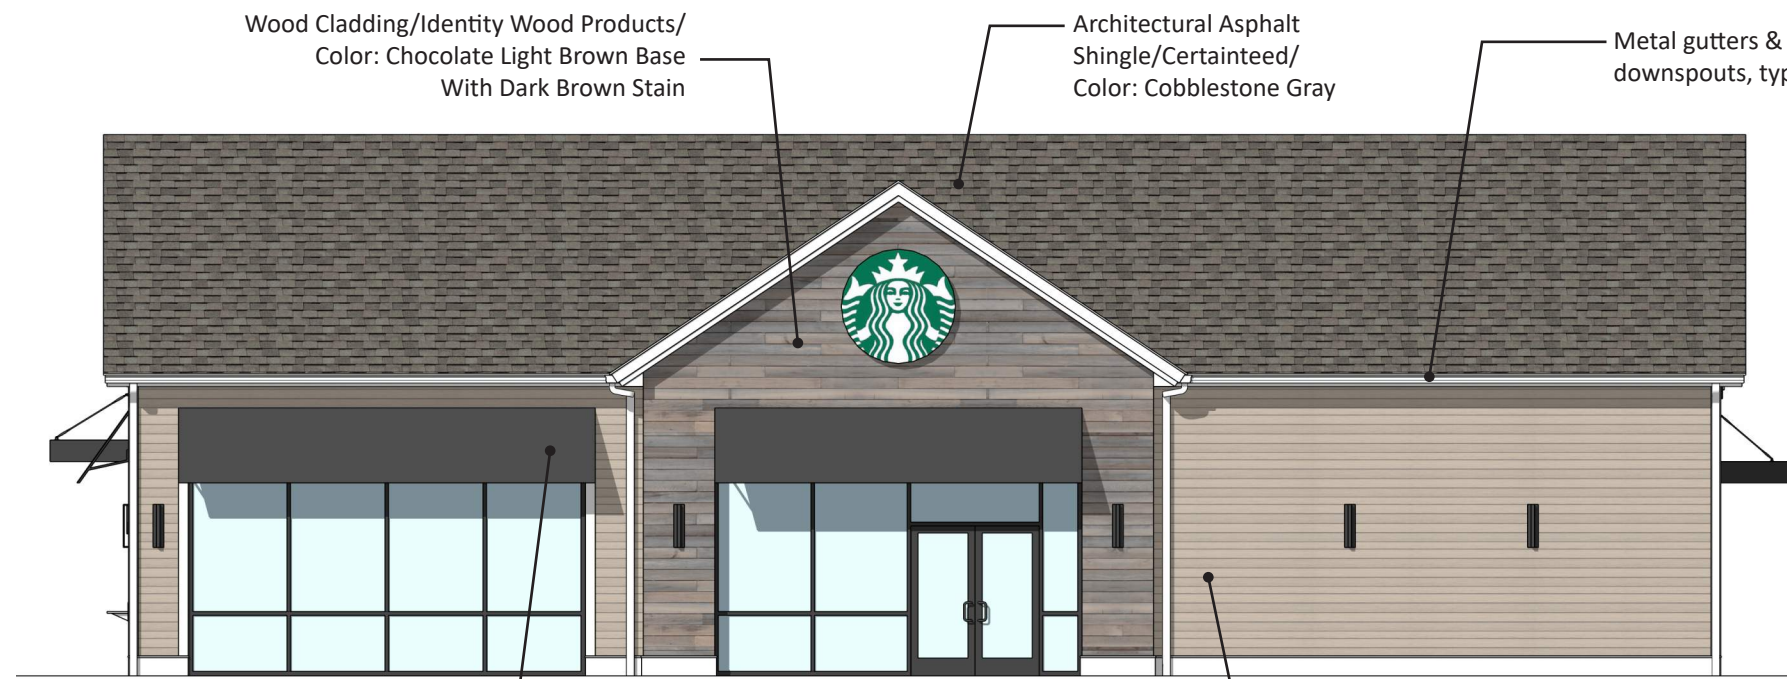 Wood Cladding/Identity Wood Products/
Color: Chocolate Light Brown Base
With Dark Brown Stain
Architectural Asphalt
Shingle/Certainteed/
Color: Cobblestone Gray
Metal gutters &
downspouts, typ